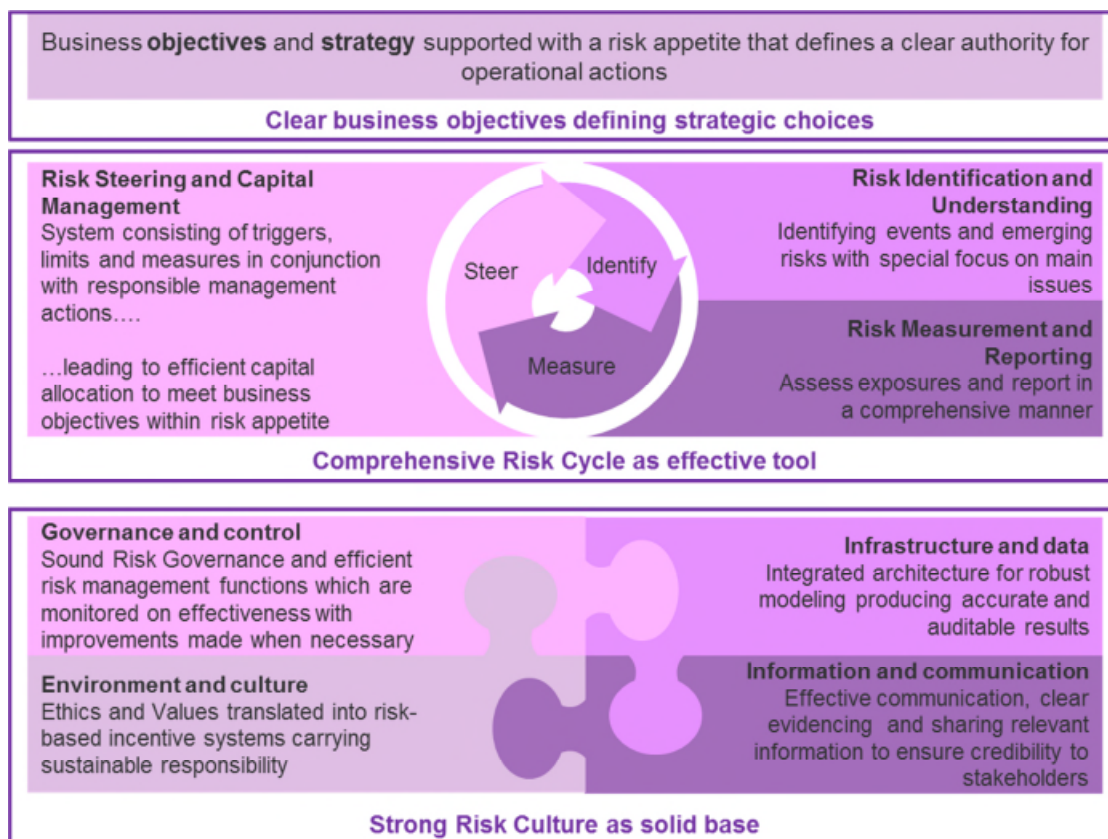 Business objectives and strategy supported with a risk appetite that defines a clear authority for
operational actions
Clear business objectives defining strategic choices
Risk Steering and Capital
Management
System consisting of triggers,
limits and measures in conjunction
with responsible management
actions….
…leading to efficient capital
allocation to meet business
objectives within risk appetite
Steer
Identify
Measure
Risk Identification and
Understanding
Identifying events and emerging
risks with special focus on main
issues
Risk Measurement and
Reporting
Assess exposures and report in
a comprehensive manner
Comprehensive Risk Cycle as effective tool
Governance and control
Sound Risk Governance and efficient
risk management functions which are
monitored on effectiveness with
improvements made when necessary
Infrastructure and data
Integrated architecture for robust
modeling producing accurate and
auditable results
Environment and culture
Ethics and Values translated into risk-
based incentive systems carrying
sustainable responsibility
Information and communication
Effective communication, clear
evidencing and sharing relevant
information to ensure credibility to
stakeholders
Strong Risk Culture as solid base